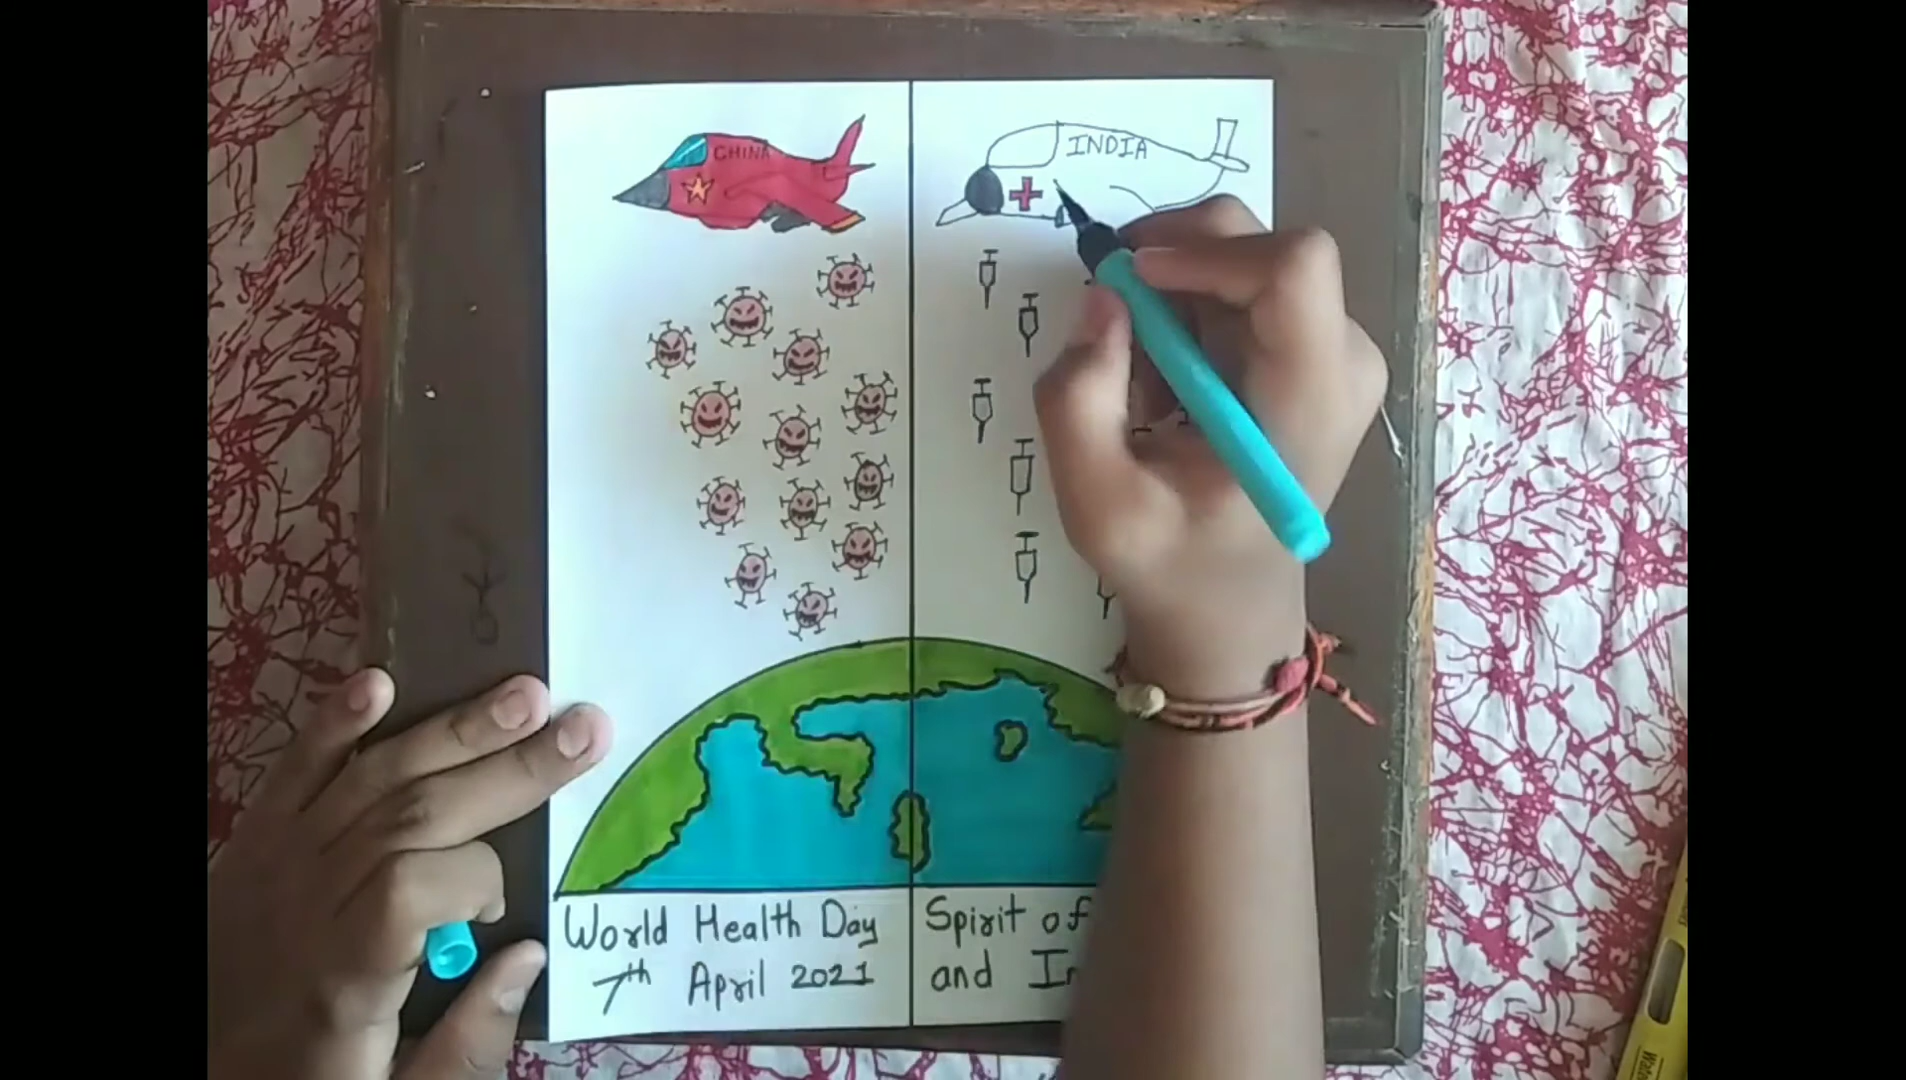 CHINA
INDIA
World Health Day
7th April 2021
Spirit of
and